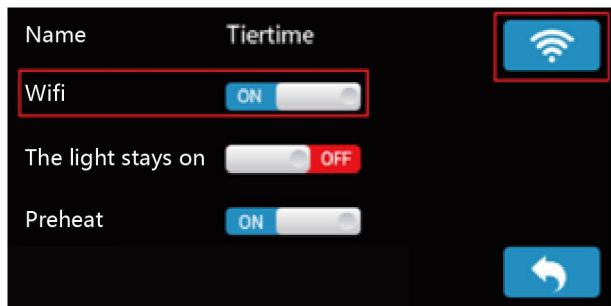 Name Tiertime
Wifi ON
The light stays on OFF
Preheat ON